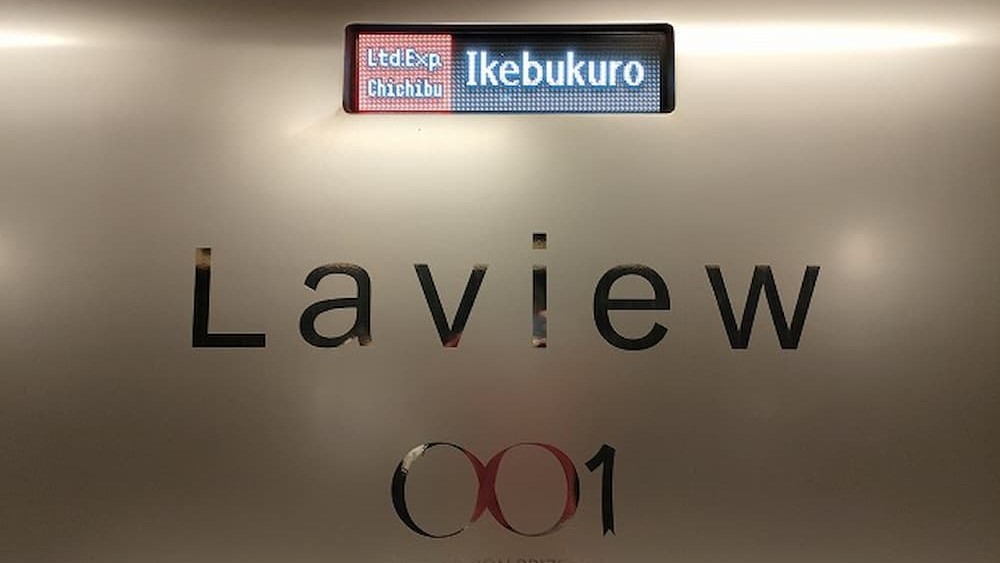 Ltd.Exp.
Chichibu
Ikebukuro
Laview
001